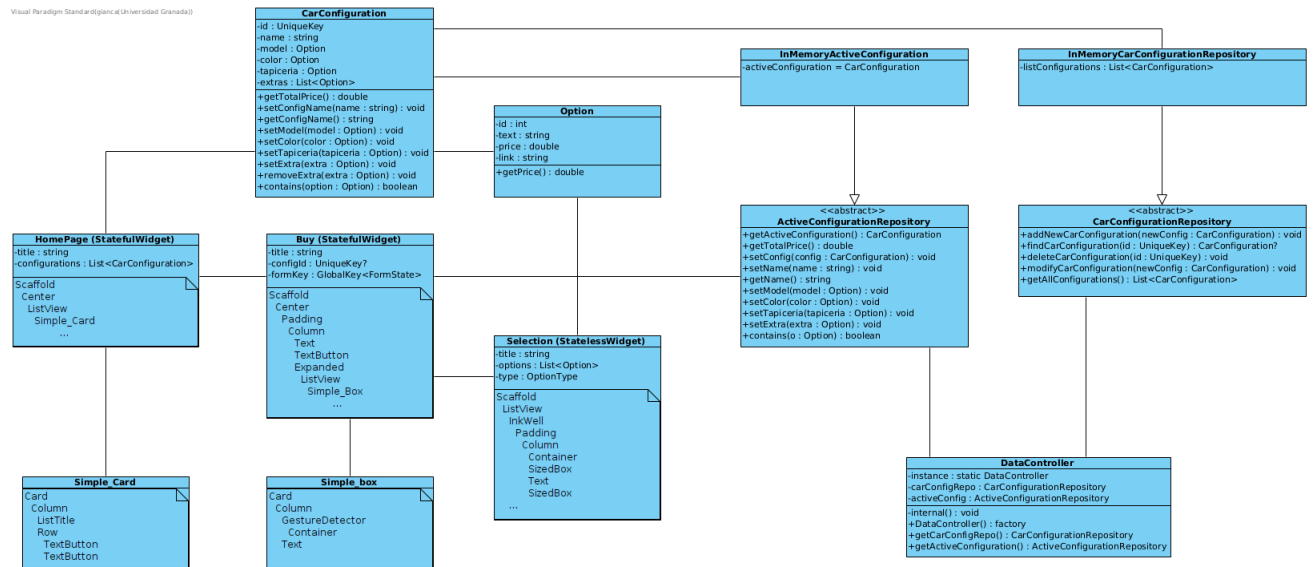 Visual Paradigm Standard(gianca(Universidad Granada))
CarConfiguration
-id : UniqueKey
-name : string
-model : Option
-color : Option
-tapiceria : Option
-extras : List<Option>
+getTotalPrice() : double
+setConfigName(name : string) : void
+getConfigName() : string
+setModel(model : Option) : void
+setColor(color : Option) : void
+setTapiceria(tapiceria : Option) : void
+setExtra(extra : Option) : void
+removeExtra(extra : Option) : void
+contains(option : Option) : boolean
Option
-id : int
-text : string
-price : double
-link : string
+getPrice() : double
InMemoryActiveConfiguration
-activeConfiguration = CarConfiguration
InMemoryCarConfigurationRepository
-listConfigurations : List<CarConfiguration>
HomePage (StatefulWidget)
-title : string
-configurations : List<CarConfiguration>
Scaffold
Center
ListView
Simple_Card
...
Buy (StatefulWidget)
-title : string
-configId : UniqueKey?
-formKey : GlobalKey<FormState>
Scaffold
Center
Padding
Column
Text
TextButton
Expanded
ListView
Simple_Box
...
Selection (StatelessWidget)
-title : string
-options : List<Option>
-type : OptionType
Scaffold
ListView
InkWell
Padding
Column
Container
SizedBox
Text
SizedBox
...
<<abstract>>
ActiveConfigurationRepository
+getActiveConfiguration() : CarConfiguration
+getTotalPrice() : double
+setConfig(config : CarConfiguration) : void
+setName(name : string) : void
+getName() : string
+setModel(model : Option) : void
+setColor(color : Option) : void
+setTapiceria(tapiceria : Option) : void
+setExtra(extra : Option) : void
+contains(o : Option) : boolean
<<abstract>>
CarConfigurationRepository
+addNewCarConfiguration(newConfig : CarConfiguration) : void
+findCarConfiguration(id : UniqueKey) : CarConfiguration?
+deleteCarConfiguration(id : UniqueKey) : void
+modifyCarConfiguration(newConfig : CarConfiguration) : void
+getAllConfigurations() : List<CarConfiguration>
Simple_Card
Card
Column
ListTitle
Row
TextButton
TextButton
Simple_box
Card
Column
GestureDetector
Container
Text
DataController
-instance : static DataController
-carConfigRepo : CarConfigurationRepository
-activeConfig : ActiveConfigurationRepository
-internal() : void
+DataController() : factory
+getCarConfigRepo() : CarConfigurationRepository
+getActiveConfiguration() : ActiveConfigurationRepository